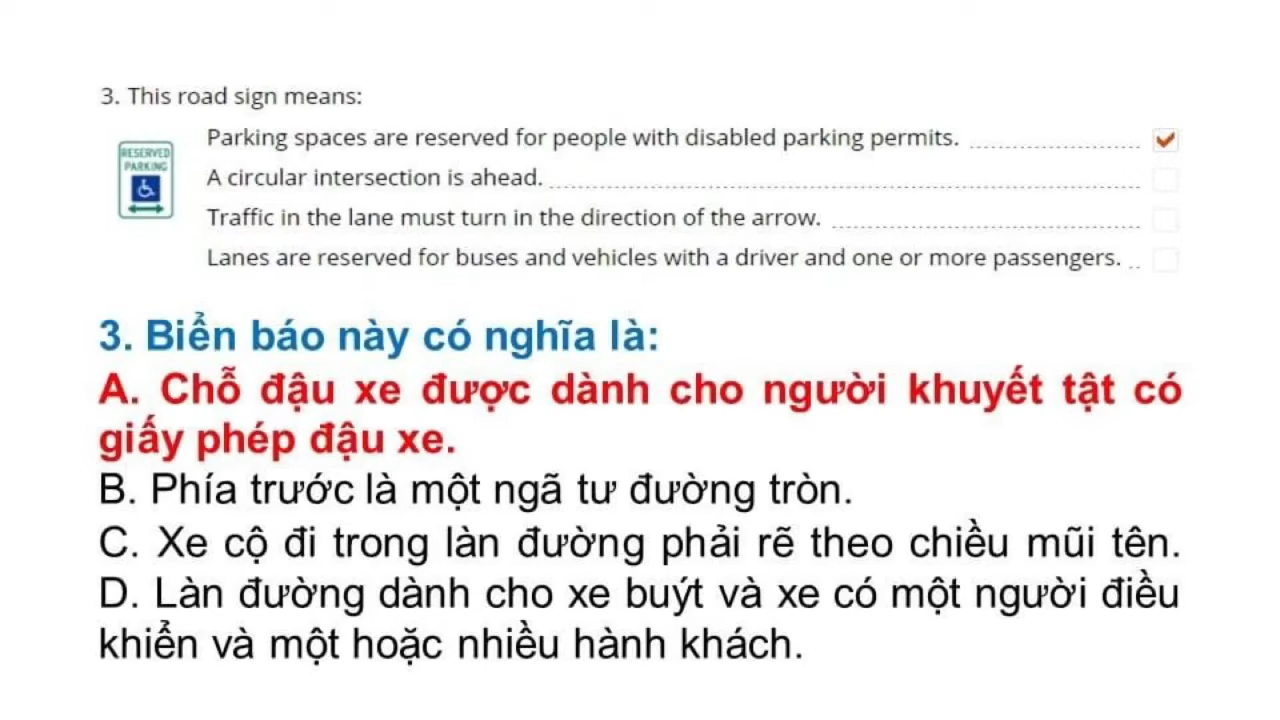 3. This road sign means:
RESERVED
PARKING
Parking spaces are reserved for people with disabled parking permits.
A circular intersection is ahead.
Traffic in the lane must turn in the direction of the arrow.
Lanes are reserved for buses and vehicles with a driver and one or more passengers.
3. Biển báo này có nghĩa là:
A. Chỗ đậu xe được dành cho người khuyết tật có
giấy phép đậu xe.
B. Phía trước là một ngã tư đường tròn.
C. Xe cộ đi trong làn đường phải rẽ theo chiều mũi tên.
D. Làn đường dành cho xe buýt và xe có một người điều
khiển và một hoặc nhiều hành khách.